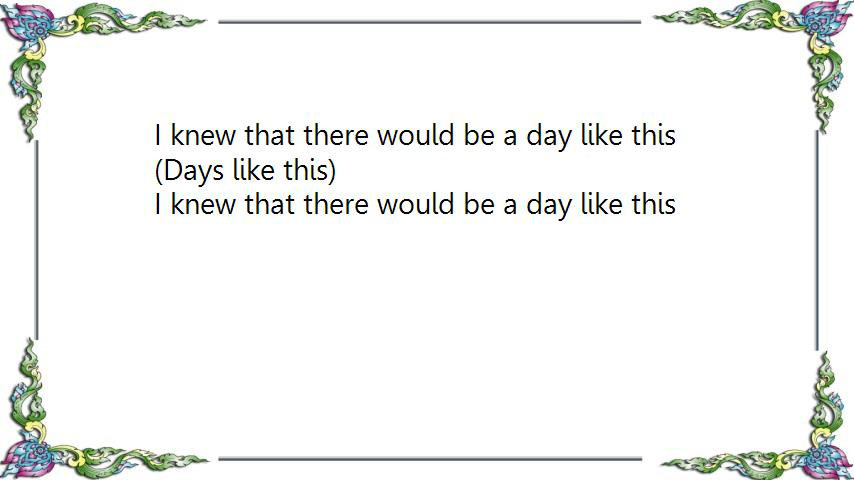 I knew that there would be a day like this
(Days like this)
I knew that there would be a day like this